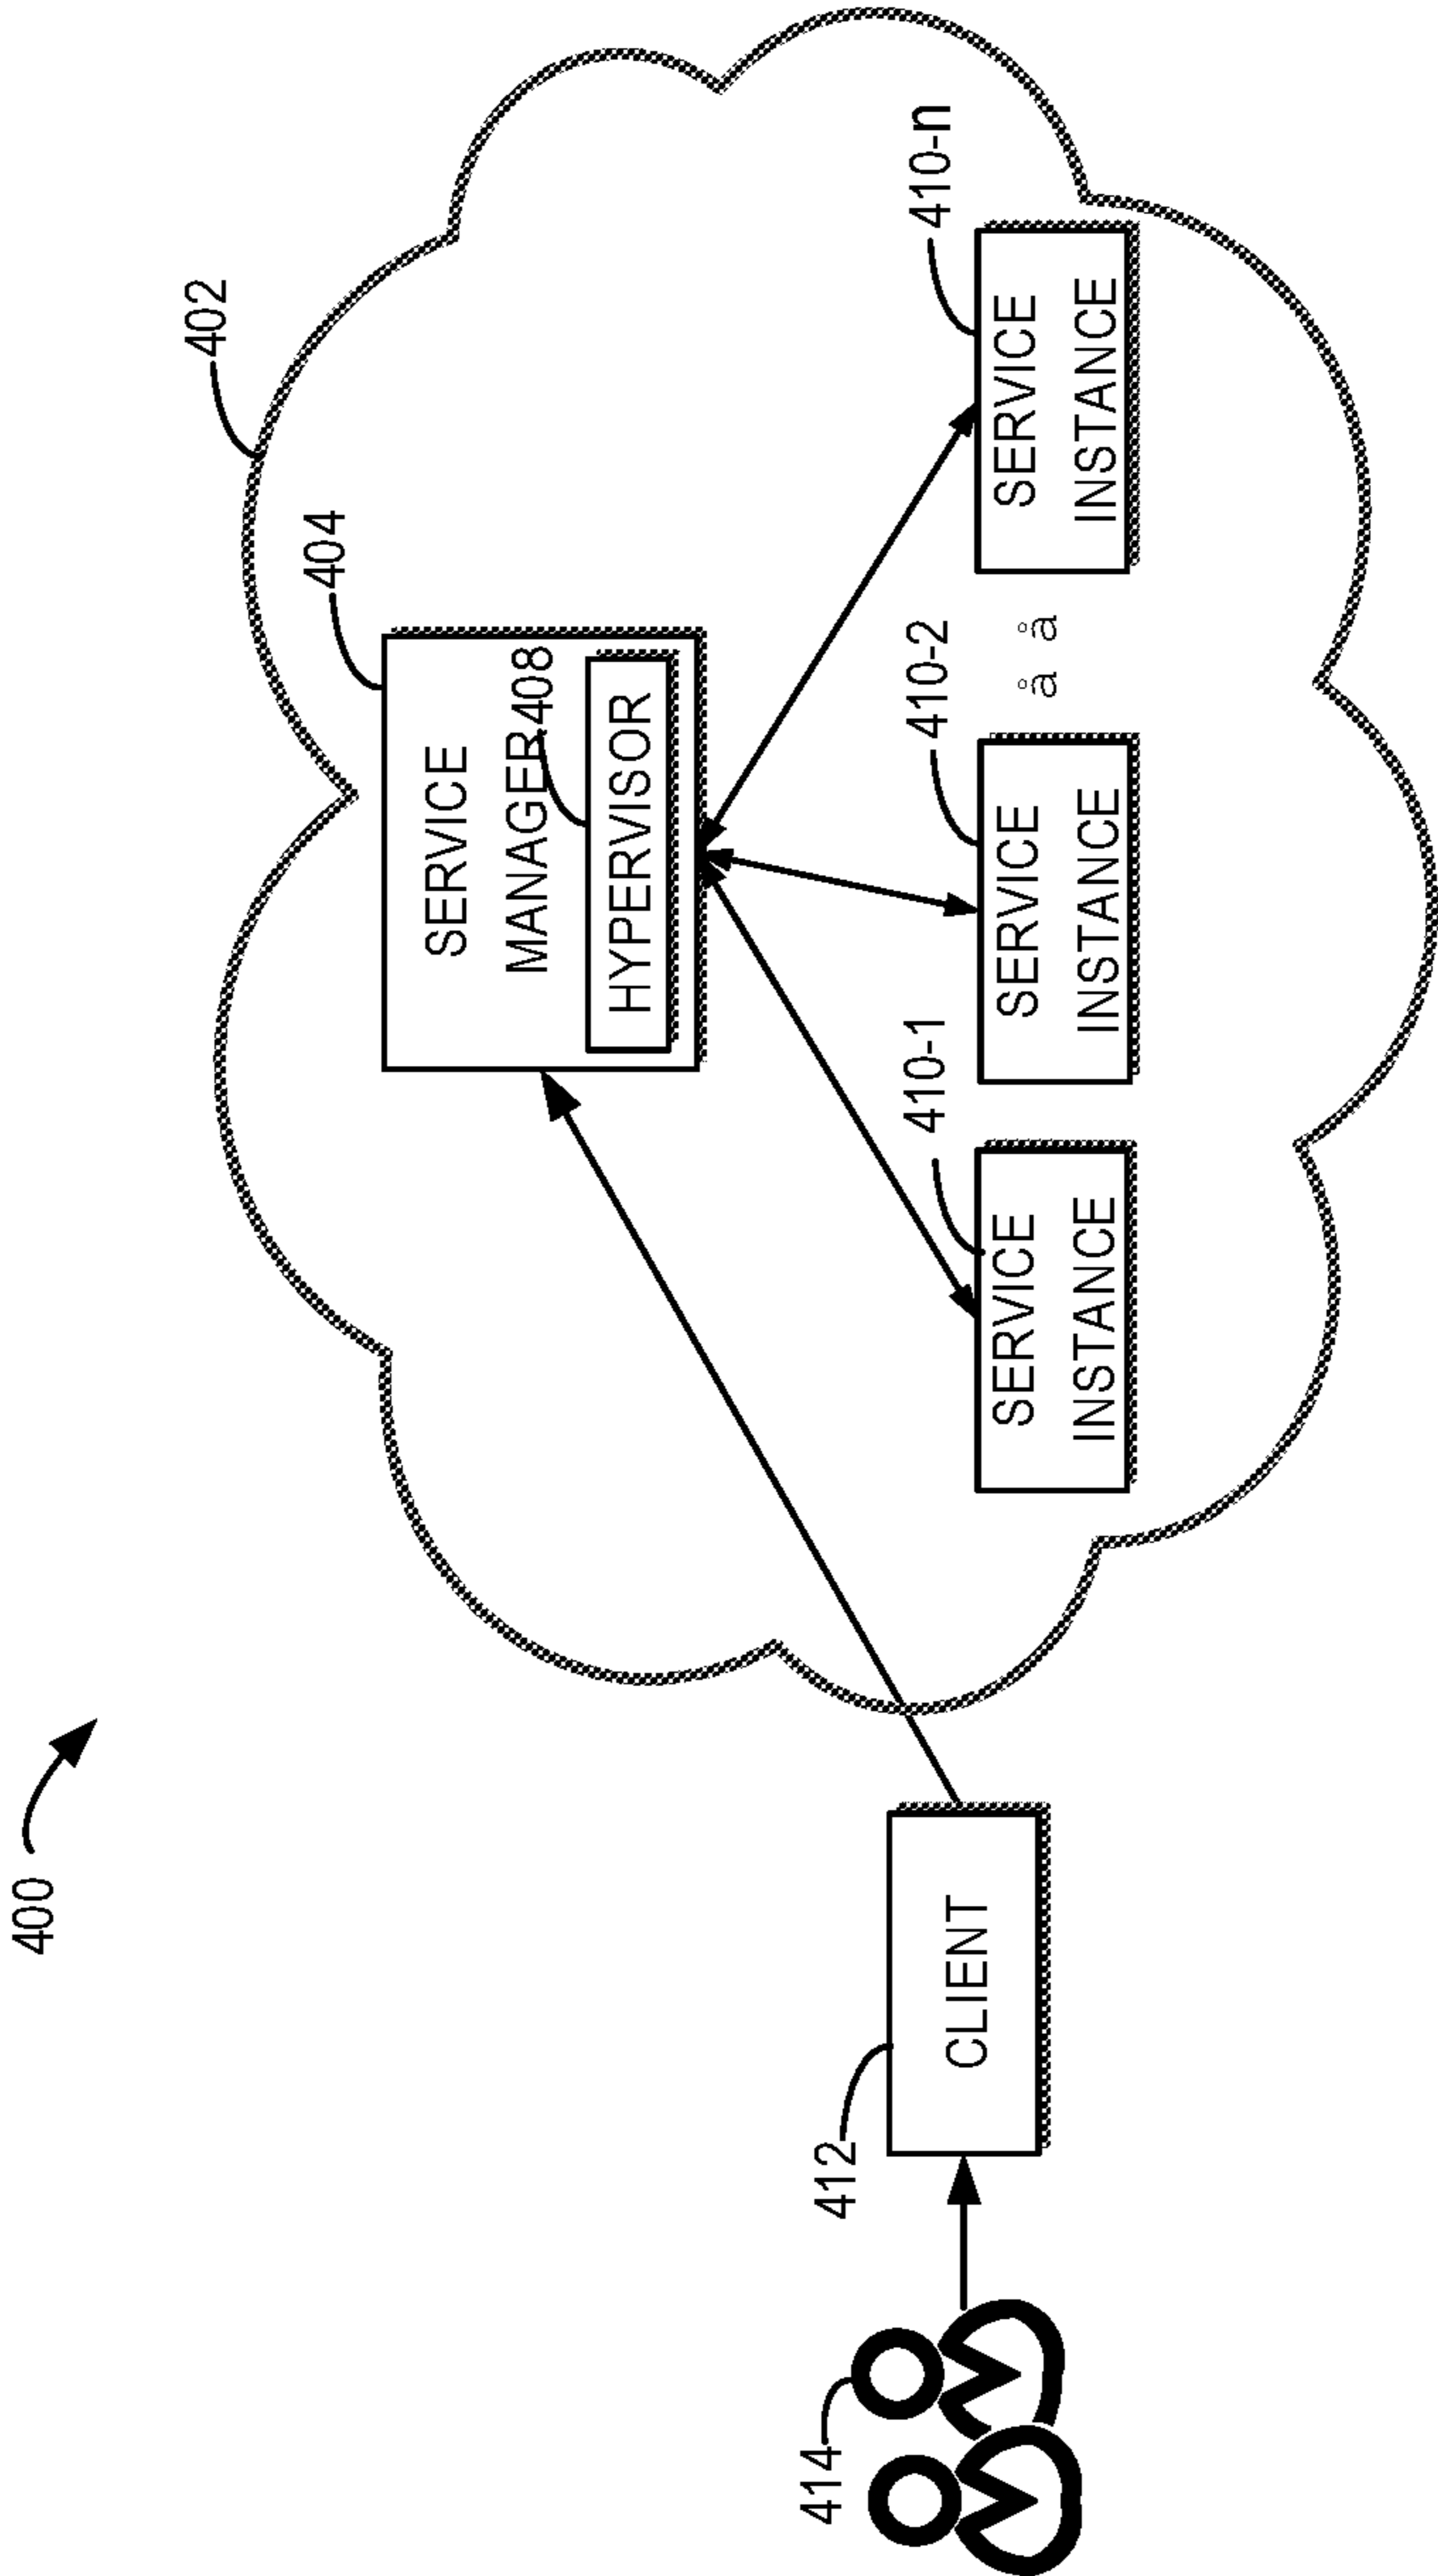 400
402
404
SERVICE
MANAGER
408
HYPERVISOR
410-1
410-2
410-n
SERVICE
INSTANCE
SERVICE
INSTANCE
å å
SERVICE
INSTANCE
412
CLIENT
414